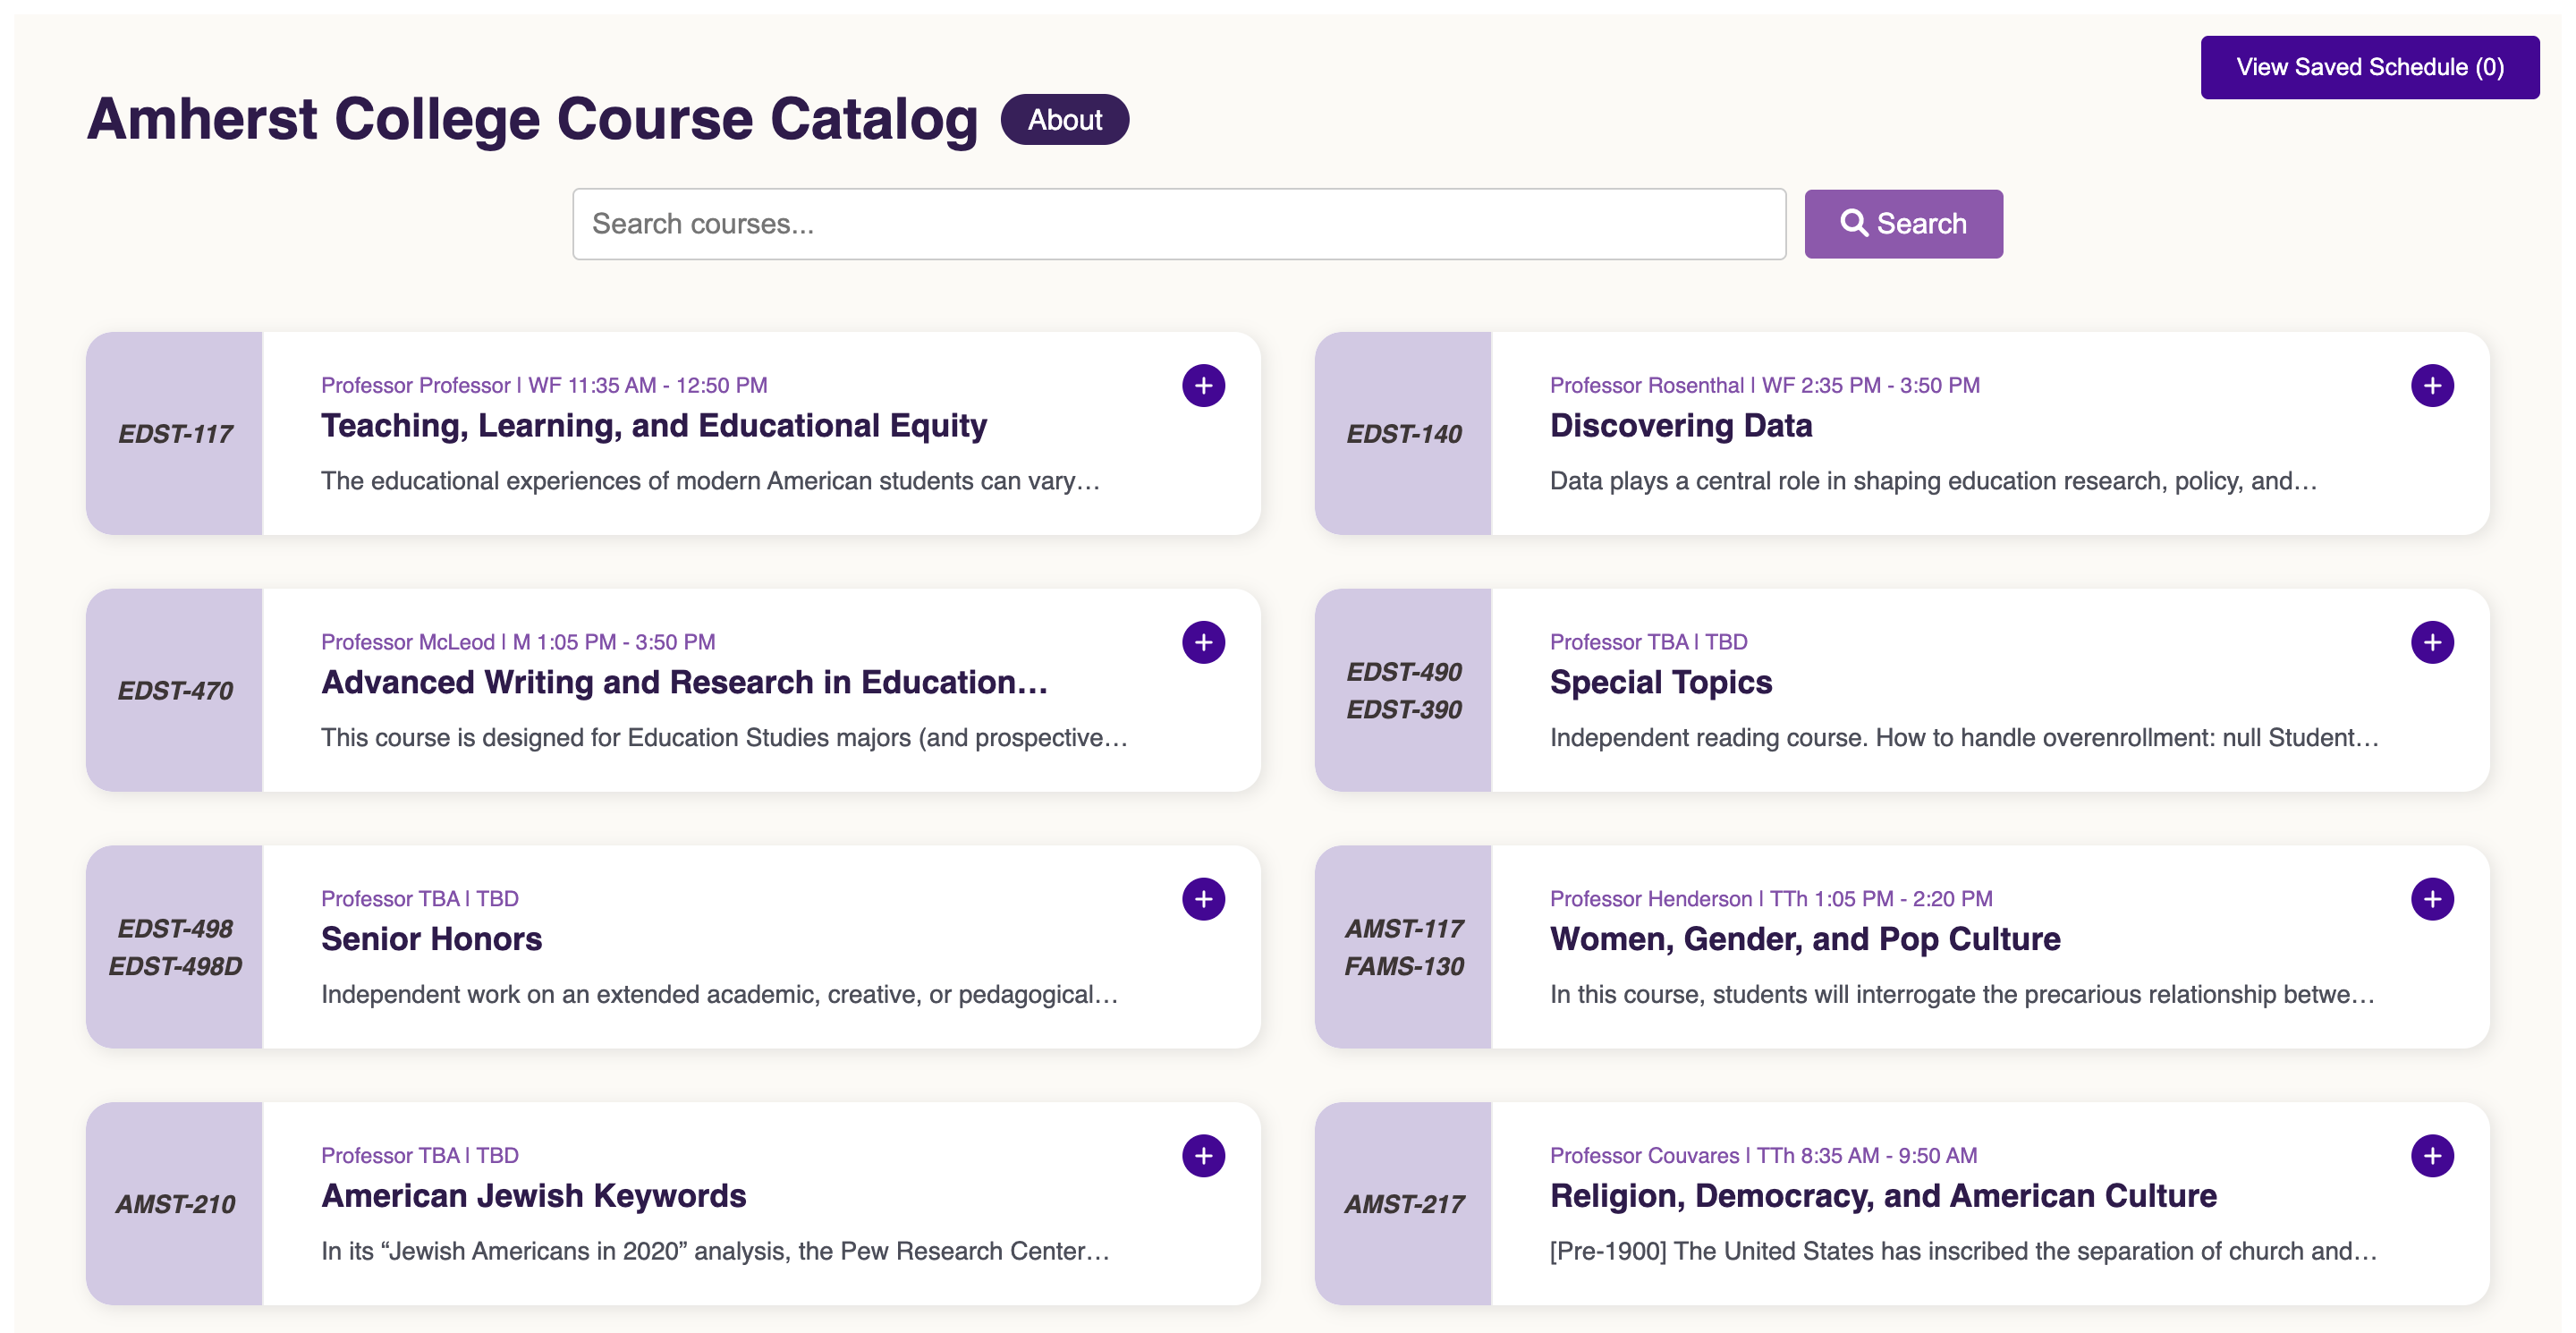 View Saved Schedule (0)
Amherst College Course Catalog
About
Search courses...
Search
EDST-117
Professor Professor | WF 11:35 AM - 12:50 PM
Teaching, Learning, and Educational Equity
The educational experiences of modern American students can vary…
EDST-140
Professor Rosenthal | WF 2:35 PM - 3:50 PM
Discovering Data
Data plays a central role in shaping education research, policy, and…
EDST-470
Professor McLeod | M 1:05 PM - 3:50 PM
Advanced Writing and Research in Education…
This course is designed for Education Studies majors (and prospective…
EDST-490
EDST-390
Professor TBA | TBD
Special Topics
Independent reading course. How to handle overenrollment: null Student…
EDST-498
EDST-498D
Professor TBA | TBD
Senior Honors
Independent work on an extended academic, creative, or pedagogical…
AMST-117
FAMS-130
Professor Henderson | TTh 1:05 PM - 2:20 PM
Women, Gender, and Pop Culture
In this course, students will interrogate the precarious relationship betwe…
AMST-210
Professor TBA | TBD
American Jewish Keywords
In its “Jewish Americans in 2020” analysis, the Pew Research Center…
AMST-217
Professor Couvares | TTh 8:35 AM - 9:50 AM
Religion, Democracy, and American Culture
[Pre-1900] The United States has inscribed the separation of church and…